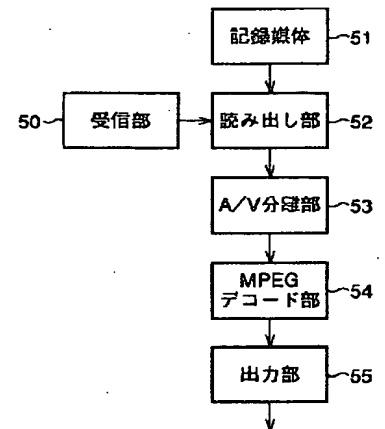 記録媒体 51
50 受信部 読み出し部 52
A/V分離部 53
MPEG
デコード部 54
出力部 55